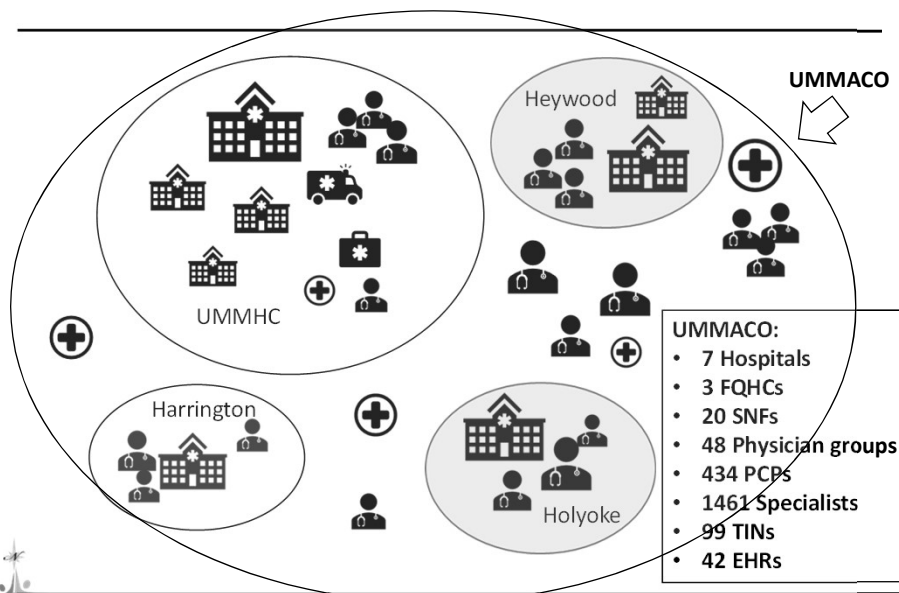 Heywood
UMMACO
UMMHC
Harrington
Holyoke
UMMACO:
• 7 Hospitals
• 3 FQHCs
• 20 SNFs
• 48 Physician groups
• 434 PCPs
• 1461 Specialists
• 99 TINs
• 42 EHRs